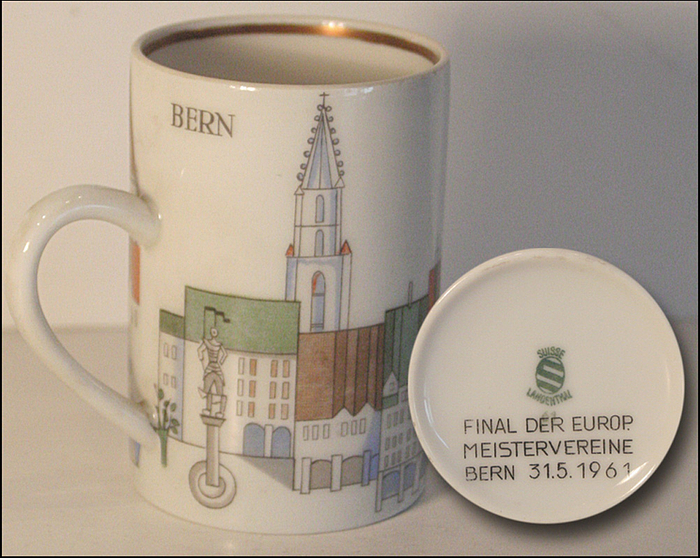 BERN
SUISSE
LANGENTHAL
FINAL DER EUROP.
MEISTERVEREINE
BERN 31.5.1961